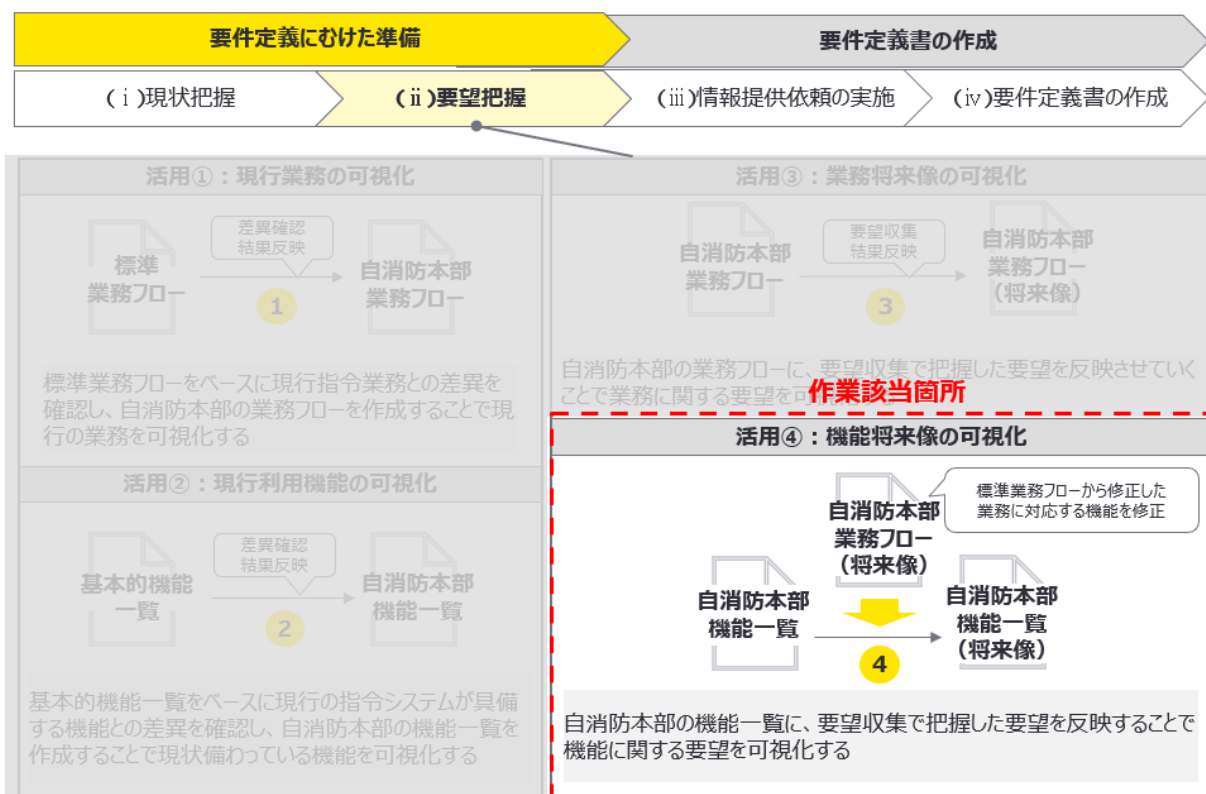 要件定義にむけた準備
要件定義書の作成
(ⅰ)現状把握
(ⅱ)要望把握
(ⅲ)情報提供依頼の実施
(ⅳ)要件定義書の作成
活用①：現行業務の可視化
標準
業務フロー
差異確認
結果反映
1
自消防本部
業務フロー
標準業務フローをベースに現行指令業務との差異を
確認し、自消防本部の業務フローを作成することで現
行の業務を可視化する
活用②：現行利用機能の可視化
基本的機能
一覧
差異確認
結果反映
2
自消防本部
機能一覧
基本的機能一覧をベースに現行の指令システムが具備
する機能との差異を確認し、自消防本部の機能一覧を
作成することで現状備わっている機能を可視化する
活用③：業務将来像の可視化
自消防本部
業務フロー
要望収集
結果反映
3
自消防本部
業務フロー
(将来像)
自消防本部の業務フローに、要望収集で把握した要望を反映させていく
ことで業務に関する要望を可
作業該当箇所
活用④：機能将来像の可視化
自消防本部
業務フロー
(将来像)
標準業務フローから修正した
業務に対応する機能を修正
自消防本部
機能一覧
4
自消防本部
機能一覧
(将来像)
自消防本部の機能一覧に、要望収集で把握した要望を反映することで
機能に関する要望を可視化する